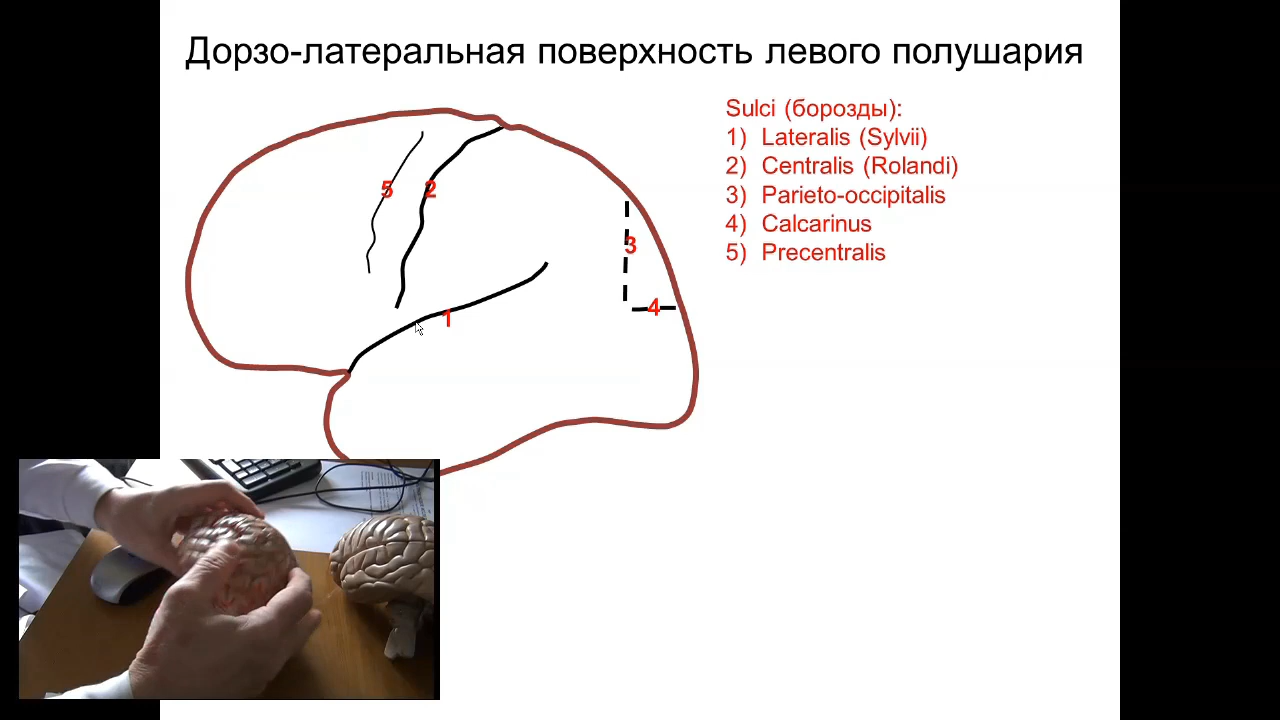 Дорзо-латеральная поверхность левого полушария
Sulci (борозды):
1) Lateralis (Sylvii)
2) Centralis (Rolandi)
3) Parieto-occipitalis
4) Calcarinus
5) Precentralis
5
2
3
4
1